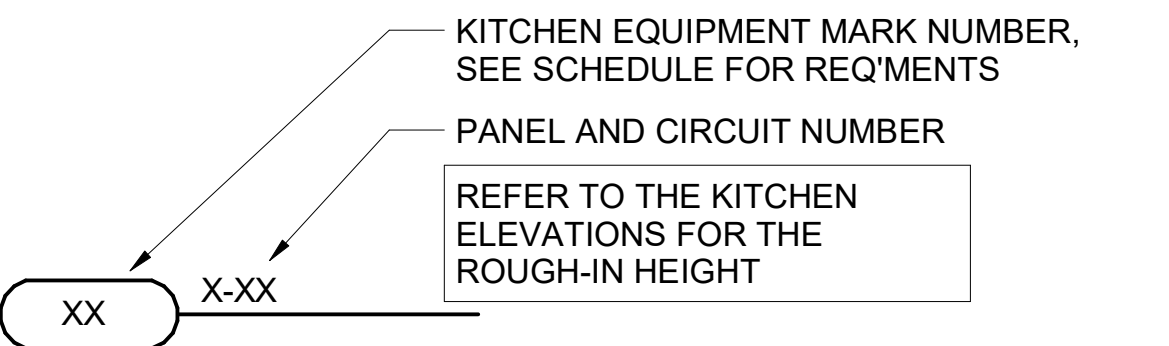 KITCHEN EQUIPMENT MARK NUMBER,
SEE SCHEDULE FOR REQ'MENTS
PANEL AND CIRCUIT NUMBER
REFER TO THE KITCHEN
ELEVATIONS FOR THE
ROUGH-IN HEIGHT
X-XX
XX